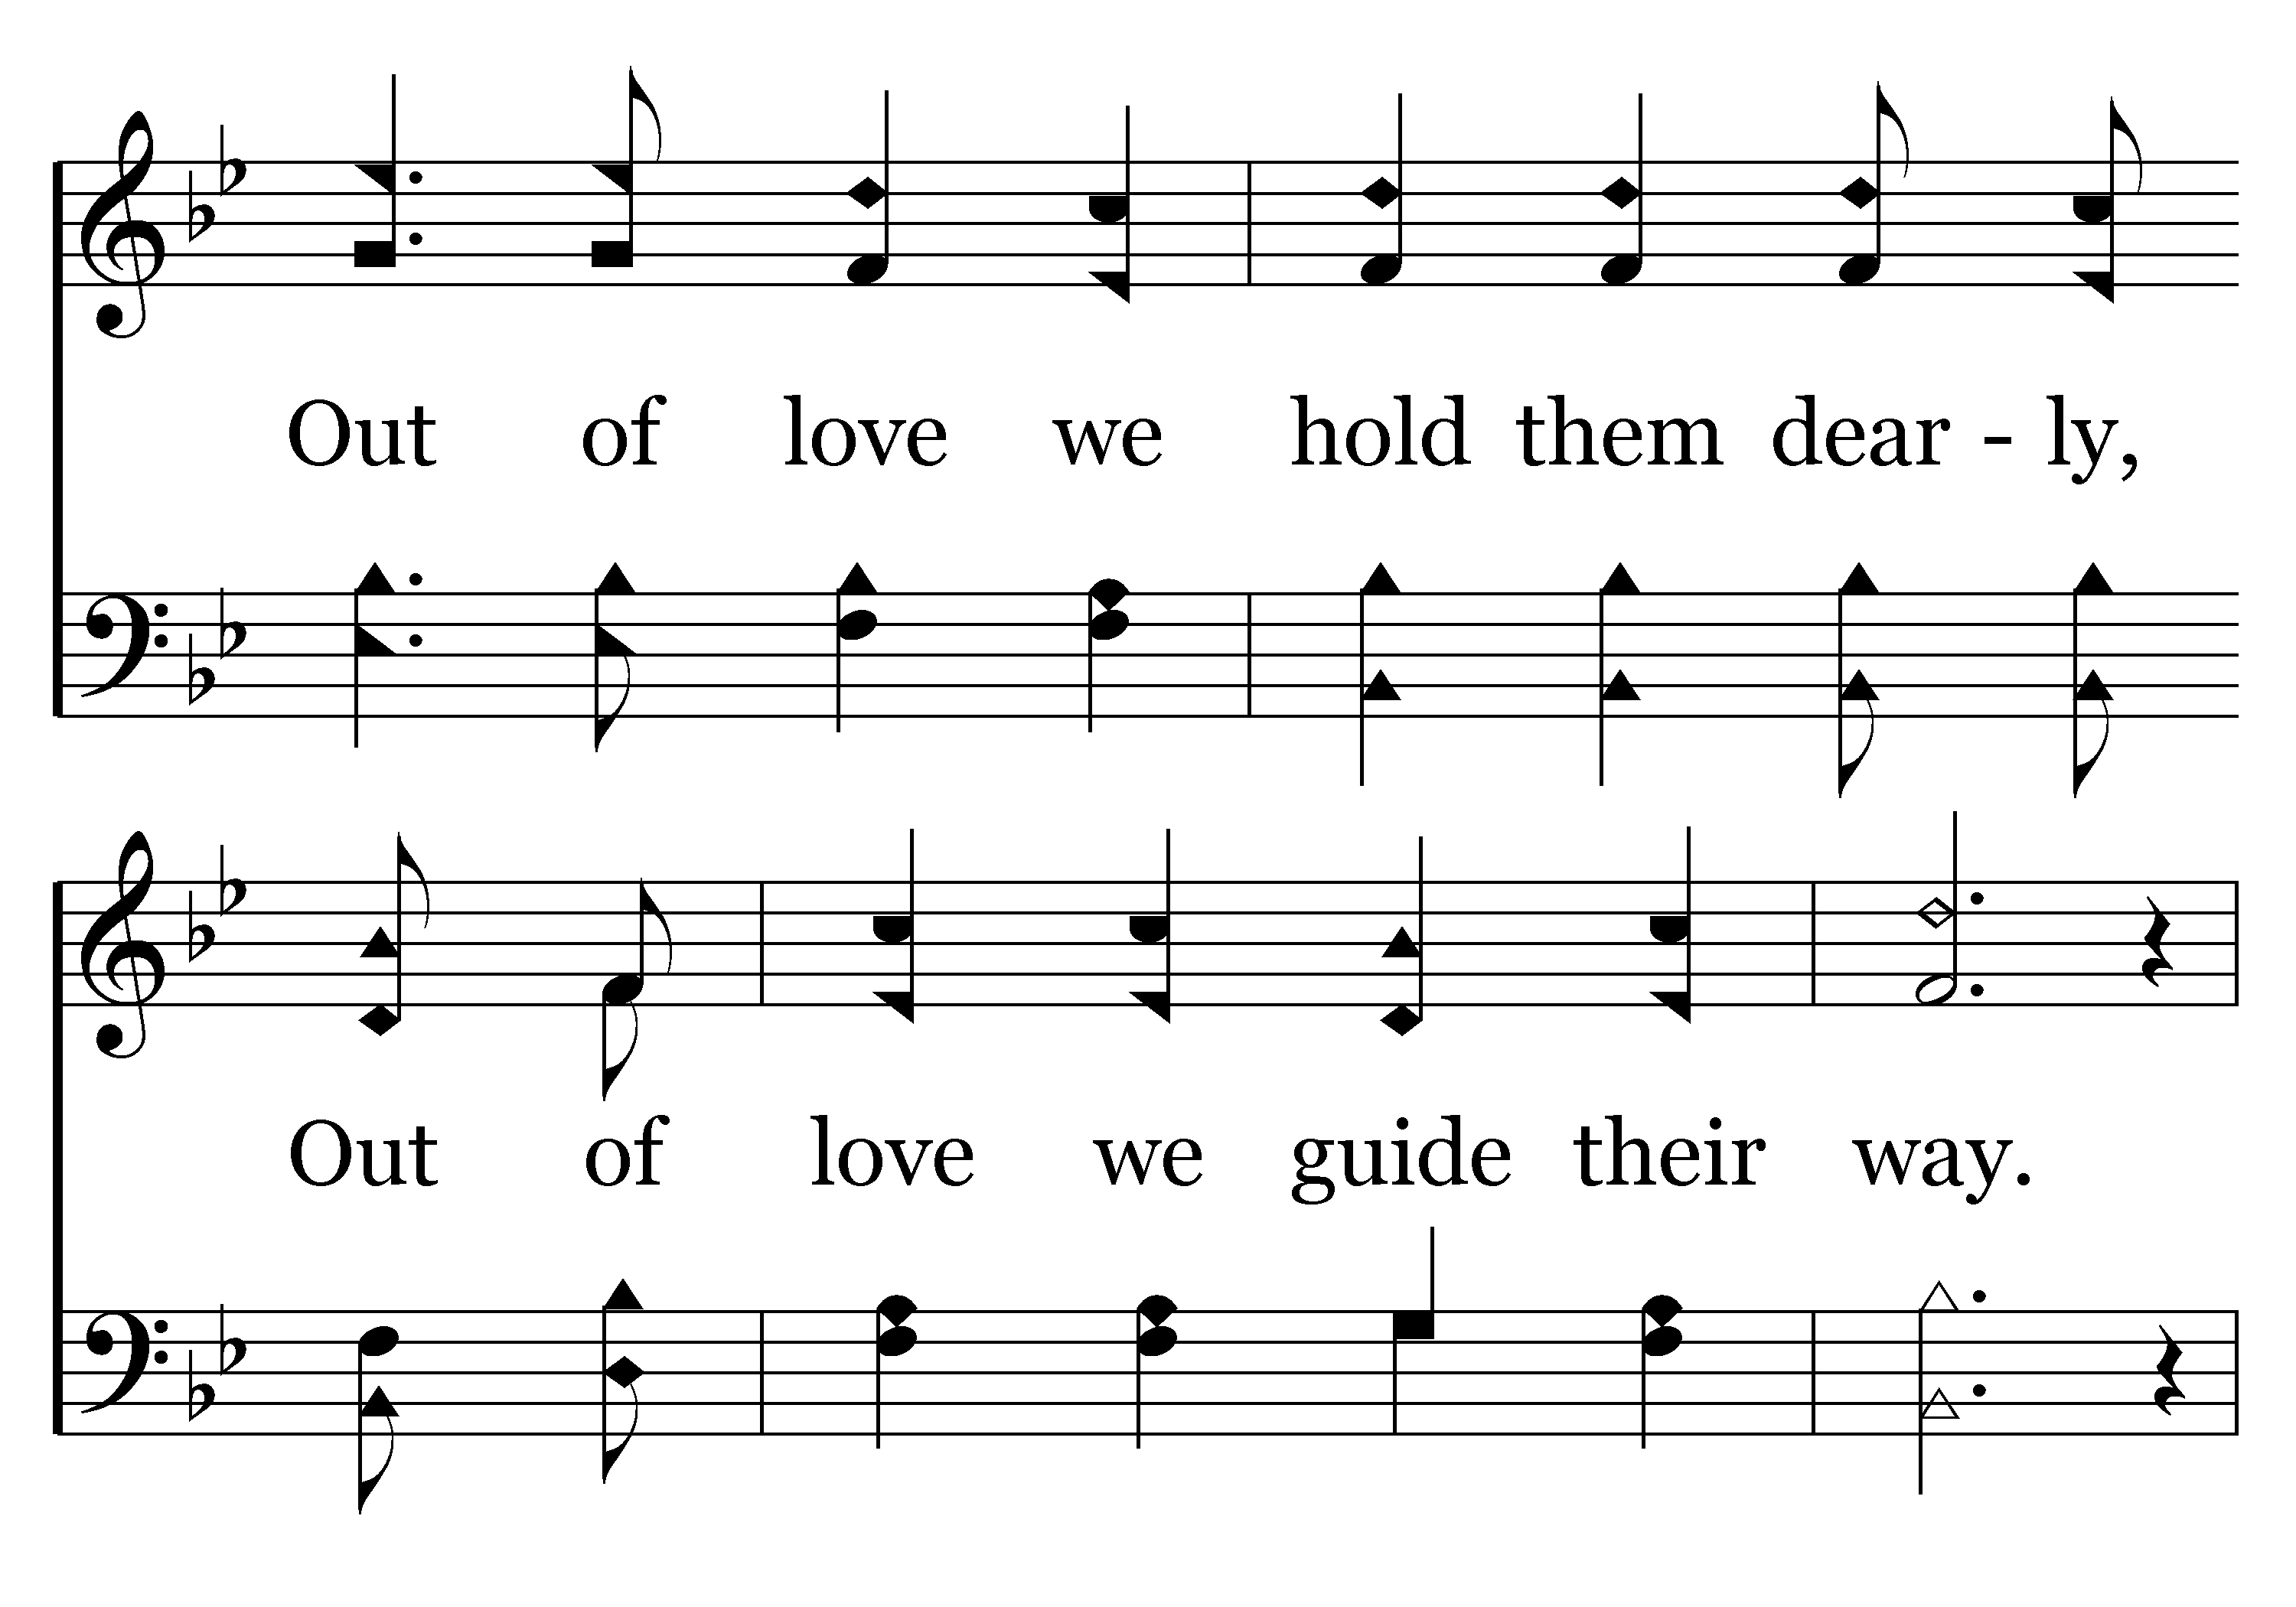 Out of love we hold them dear - ly,
Out of love we guide their way.